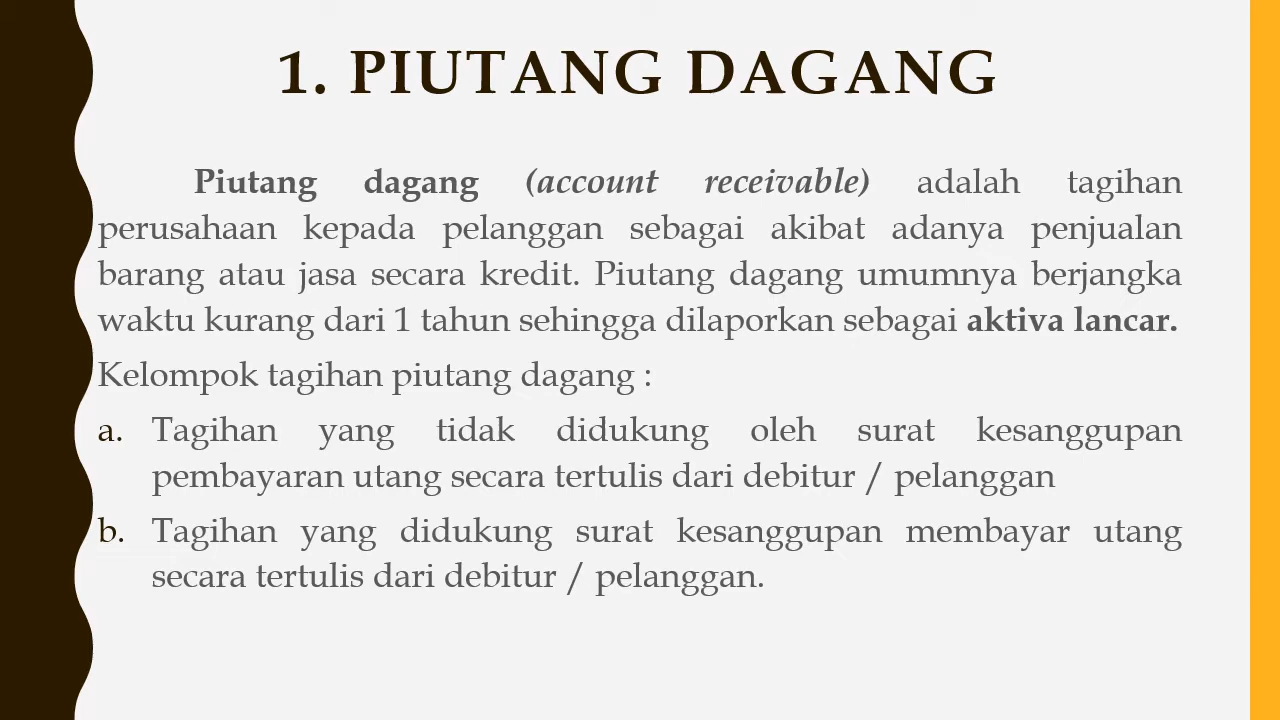 1. PIUTANG DAGANG
Piutang dagang (account receivable) adalah tagihan
perusahaan kepada pelanggan sebagai akibat adanya penjualan
barang atau jasa secara kredit. Piutang dagang umumnya berjangka
waktu kurang dari 1 tahun sehingga dilaporkan sebagai aktiva lancar.
Kelompok tagihan piutang dagang :
a. Tagihan yang tidak didukung oleh surat kesanggupan
pembayaran utang secara tertulis dari debitur / pelanggan
b. Tagihan yang didukung surat kesanggupan membayar utang
secara tertulis dari debitur / pelanggan.